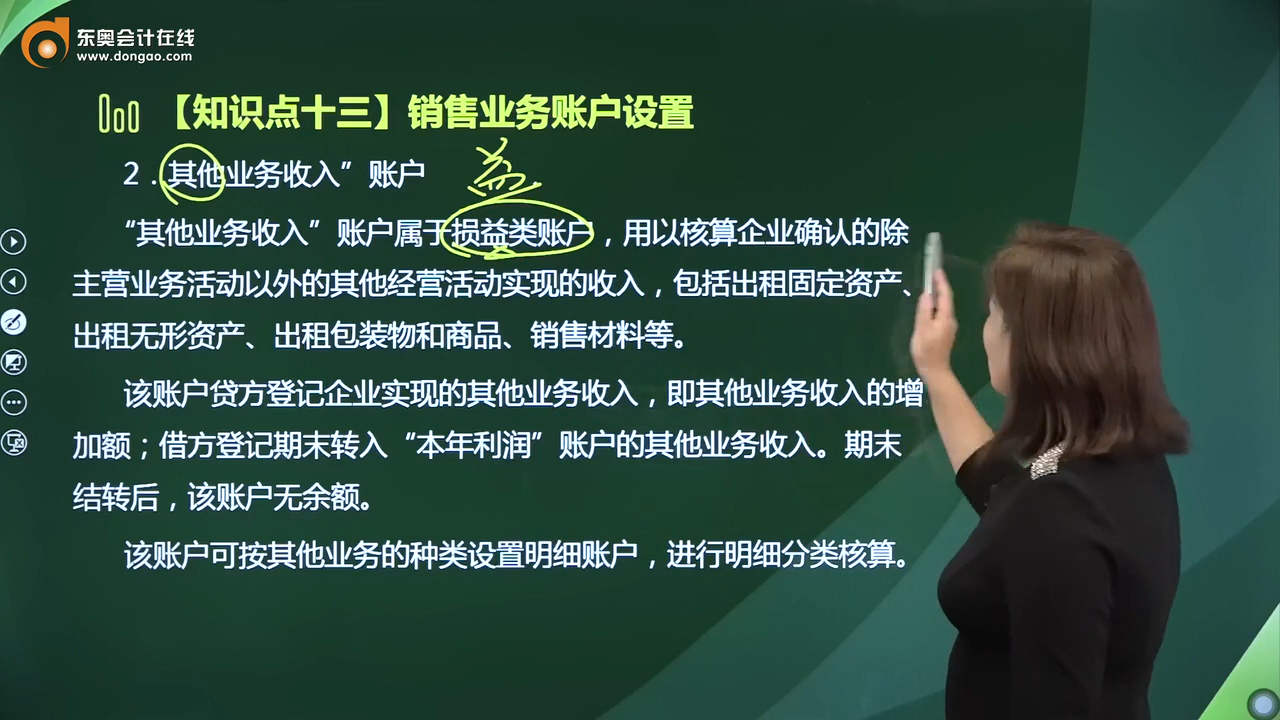 东奥会计在线
www.dongao.com
【知识点十三】销售业务账户设置
2．其他业务收入”账户
益
“其他业务收入”账户属于损益类账户，用以核算企业确认的除
主营业务活动以外的其他经营活动实现的收入，包括出租固定资产、
出租无形资产、出租包装物和商品、销售材料等。
该账户贷方登记企业实现的其他业务收入，即其他业务收入的增
加额；借方登记期末转入“本年利润”账户的其他业务收入。期末
结转后，该账户无余额。
该账户可按其他业务的种类设置明细账户，进行明细分类核算。